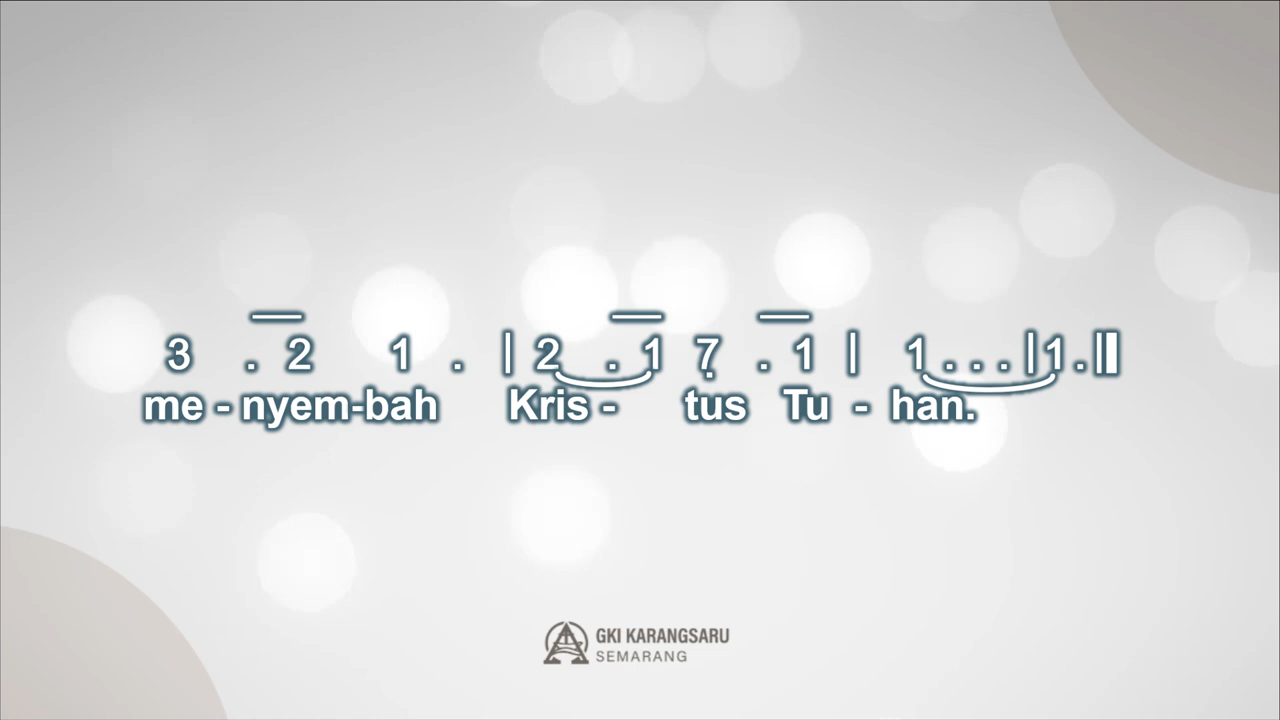 3 . 2 1 . | 2 . 1 7̣ . 1 | 1 . . . | 1 . ‖
me - nyem-bah Kris - tus Tu - han.
GKI KARANGSARU
SEMARANG